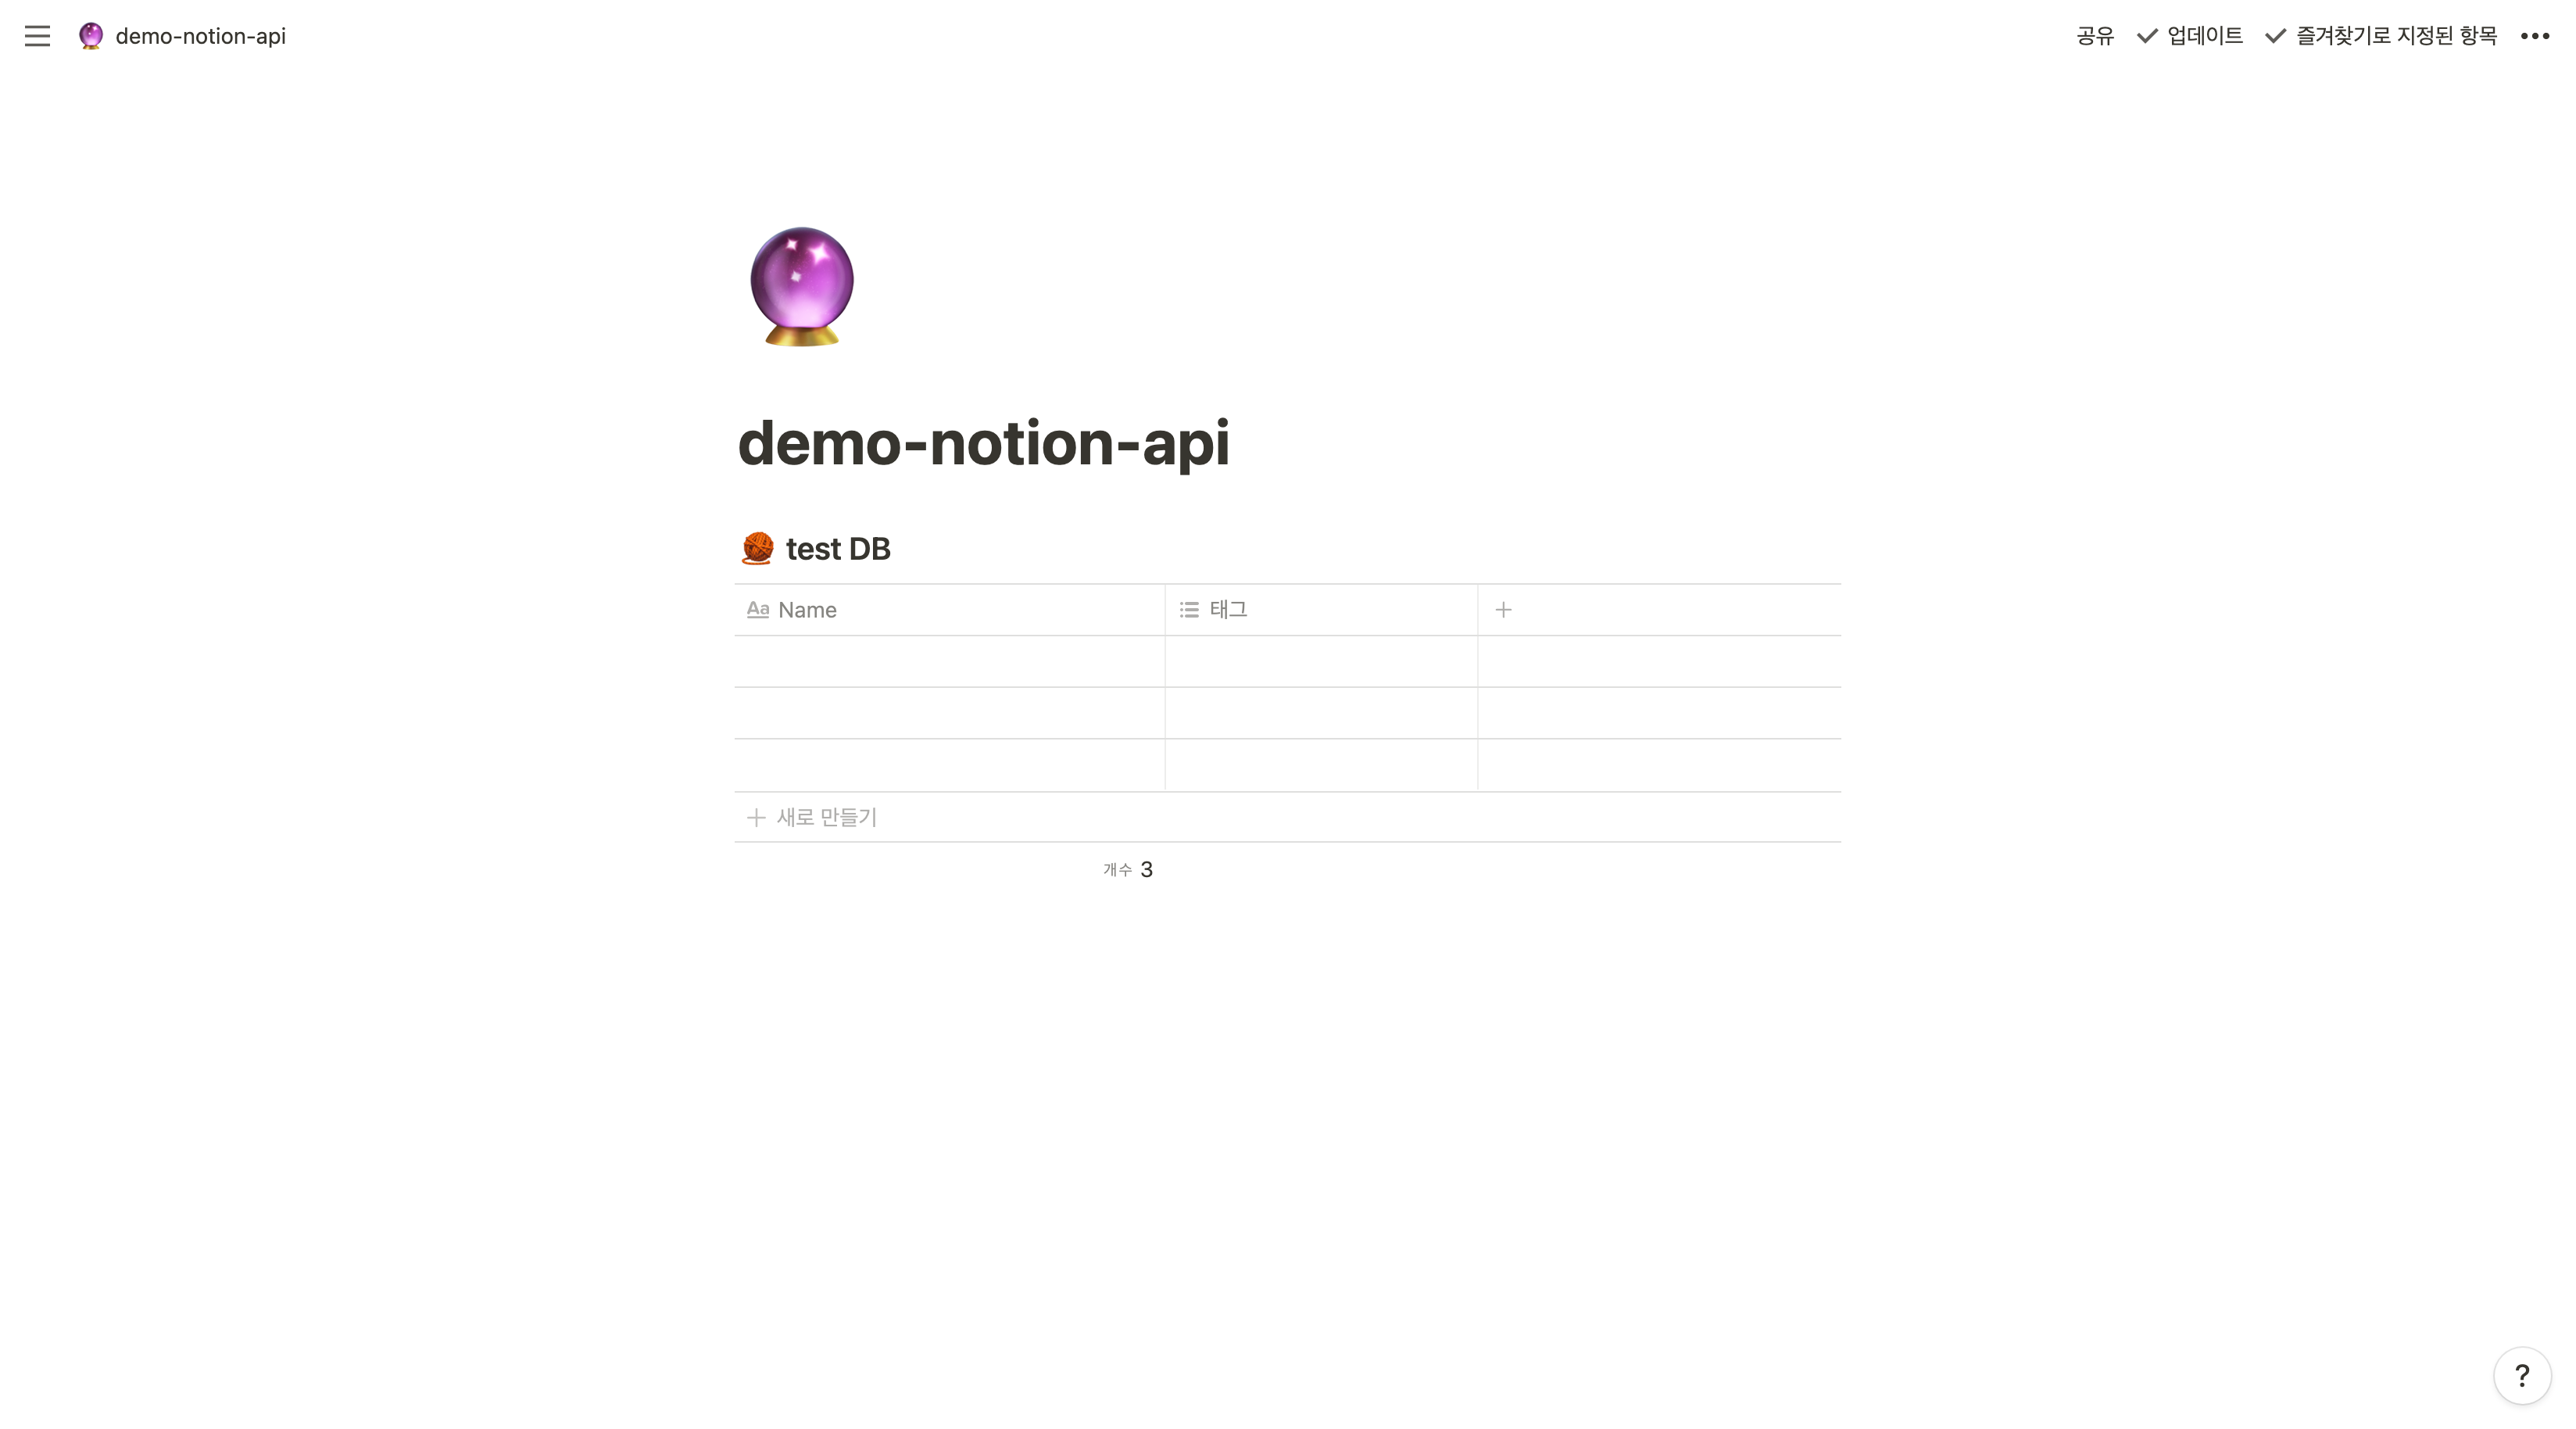 demo-notion-api
공유
업데이트
즐겨찾기로 지정된 항목
demo-notion-api
test DB
Aa Name
태그
새로 만들기
개수 3
?